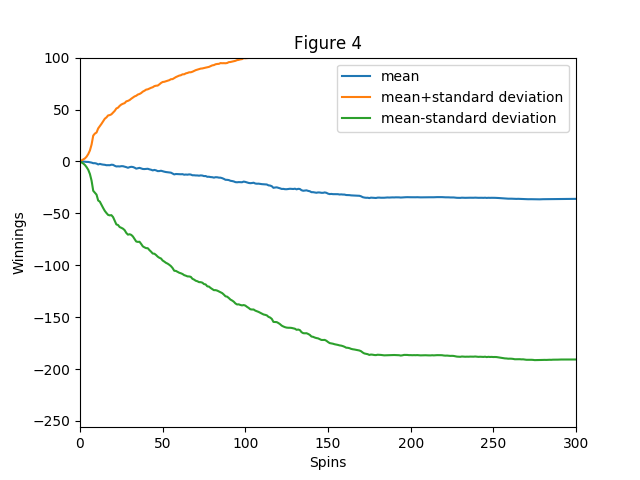 Figure 4
mean
mean+standard deviation
mean-standard deviation
100
50
0
−50
−100
−150
−200
−250
Winnings
0 50 100 150 200 250 300
Spins